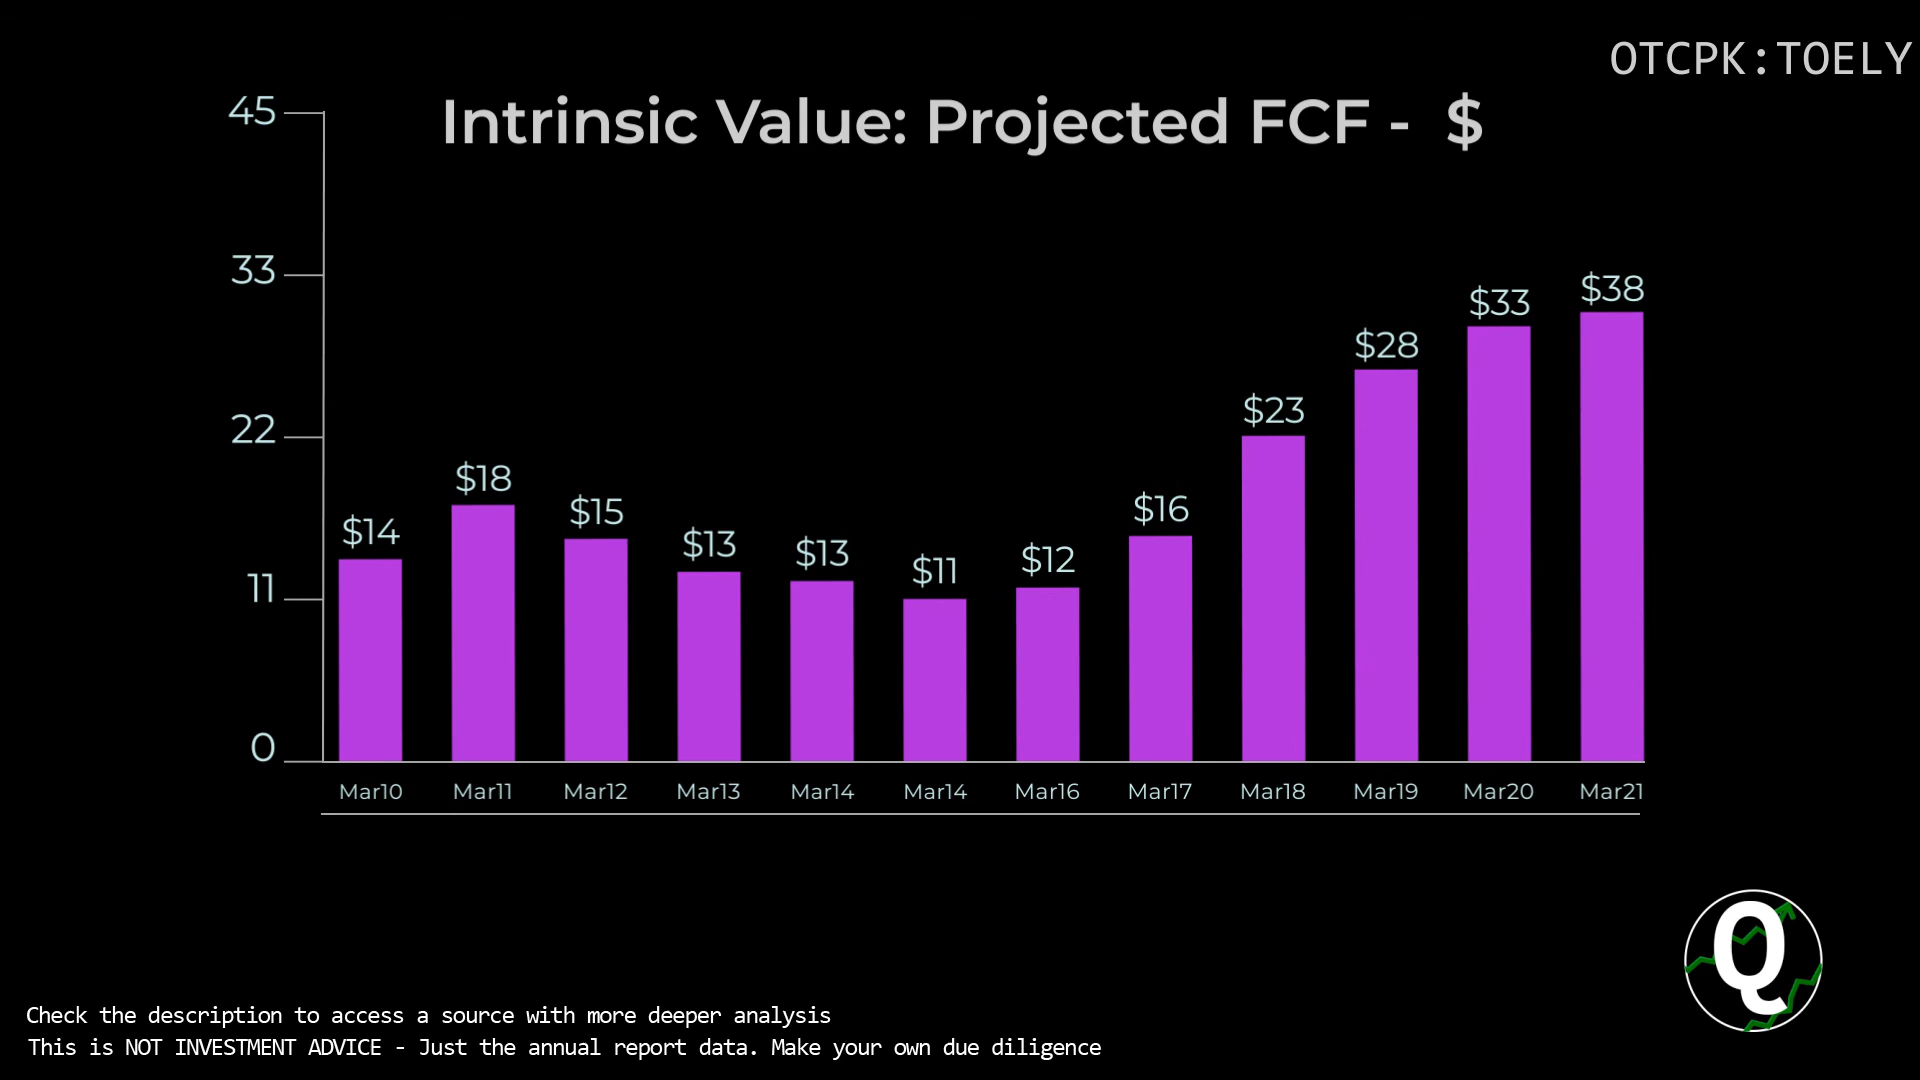 OTCPK:TOELY
Intrinsic Value: Projected FCF - $
45
33
22
11
0
$14
$18
$15
$13
$13
$11
$12
$16
$23
$28
$33
$38
Mar10 Mar11 Mar12 Mar13 Mar14 Mar14 Mar16 Mar17 Mar18 Mar19 Mar20 Mar21
Q
Check the description to access a source with more deeper analysis
This is NOT INVESTMENT ADVICE - Just the annual report data. Make your own due diligence